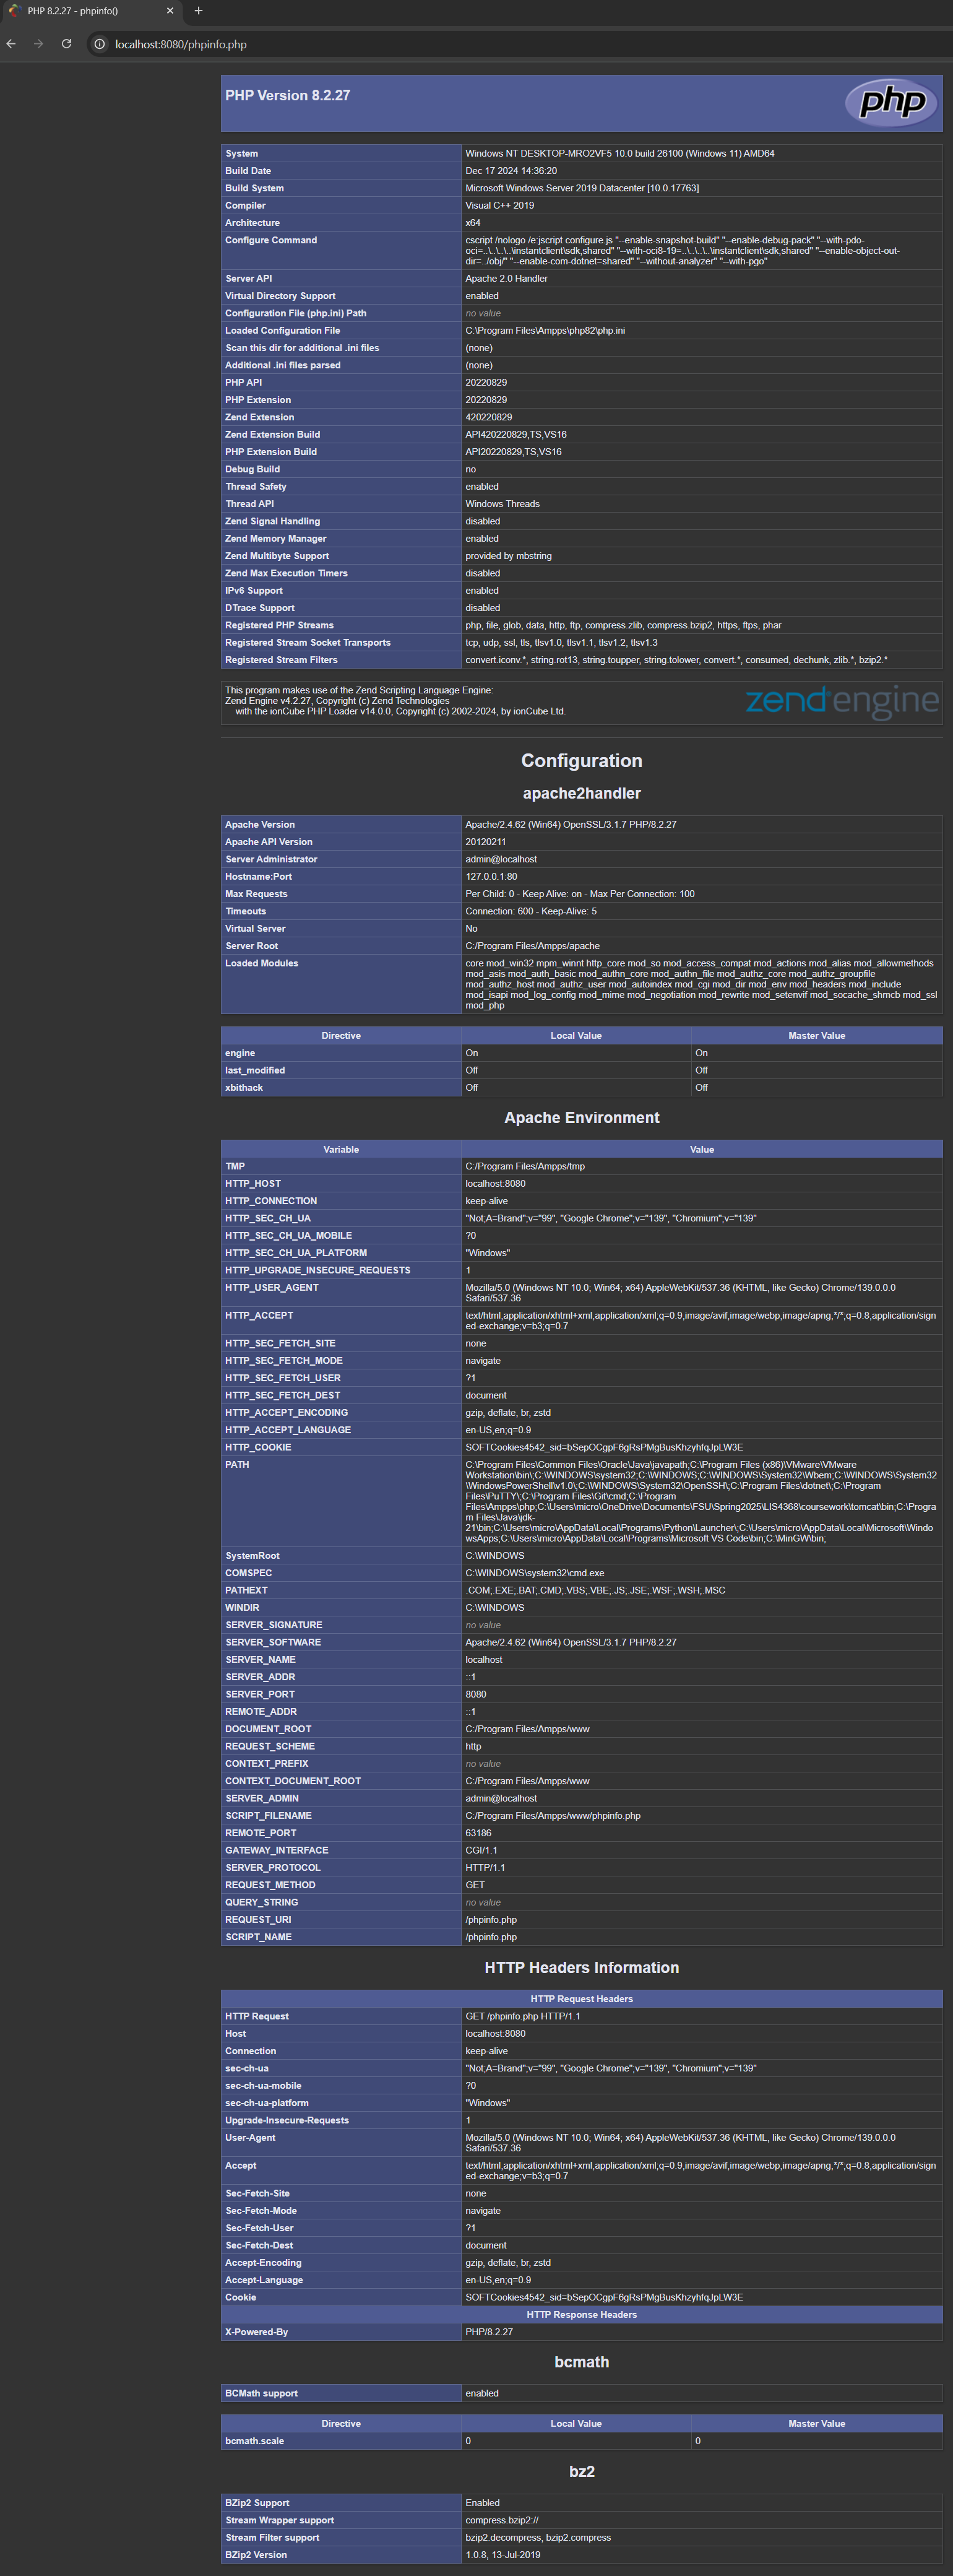 PHP 8.2.27 - phpinfo()
localhost:8080/phpinfo.php
PHP Version 8.2.27
php
System Windows NT DESKTOP-MRO2VF5 10.0 build 26100 (Windows 11) AMD64
Build Date Dec 17 2024 14:36:20
Build System Microsoft Windows Server 2019 Datacenter [10.0.17763]
Compiler Visual C++ 2019
Architecture x64
Configure Command cscript /nologo /e:jscript configure.js "--enable-snapshot-build" "--enable-debug-pack" "--with-pdo-
oci=..\..\..\..\instantclient\sdk,shared" "--with-oci8-19=..\..\..\..\instantclient\sdk,shared" "--enable-object-out-
dir=../obj/" "--enable-com-dotnet=shared" "--without-analyzer" "--with-pgo"
Server API Apache 2.0 Handler
Virtual Directory Support enabled
Configuration File (php.ini) Path no value
Loaded Configuration File C:\Program Files\Ampps\php82\php.ini
Scan this dir for additional .ini files (none)
Additional .ini files parsed (none)
PHP API 20220829
PHP Extension 20220829
Zend Extension 420220829
Zend Extension Build API420220829,TS,VS16
PHP Extension Build API20220829,TS,VS16
Debug Build no
Thread Safety enabled
Thread API Windows Threads
Zend Signal Handling disabled
Zend Memory Manager enabled
Zend Multibyte Support provided by mbstring
Zend Max Execution Timers disabled
IPv6 Support enabled
DTrace Support disabled
Registered PHP Streams php, file, glob, data, http, ftp, compress.zlib, compress.bzip2, https, ftps, phar
Registered Stream Socket Transports tcp, udp, ssl, tls, tlsv1.0, tlsv1.1, tlsv1.2, tlsv1.3
Registered Stream Filters convert.iconv.*, string.rot13, string.toupper, string.tolower, convert.*, consumed, dechunk, zlib.*, bzip2.*
This program makes use of the Zend Scripting Language Engine:
Zend Engine v4.2.27, Copyright (c) Zend Technologies
with the ionCube PHP Loader v14.0.0, Copyright (c) 2002-2024, by ionCube Ltd.
zend engine
Configuration
apache2handler
Apache Version Apache/2.4.62 (Win64) OpenSSL/3.1.7 PHP/8.2.27
Apache API Version 20120211
Server Administrator admin@localhost
Hostname:Port 127.0.0.1:80
Max Requests Per Child: 0 - Keep Alive: on - Max Per Connection: 100
Timeouts Connection: 600 - Keep-Alive: 5
Virtual Server No
Server Root C:/Program Files/Ampps/apache
Loaded Modules core mod_win32 mpm_winnt http_core mod_so mod_access_compat mod_actions mod_alias mod_allowmethods
mod_asis mod_auth_basic mod_authn_core mod_authn_file mod_authz_core mod_authz_groupfile
mod_authz_host mod_authz_user mod_autoindex mod_cgi mod_dir mod_env mod_headers mod_include
mod_isapi mod_log_config mod_mime mod_negotiation mod_rewrite mod_setenvif mod_socache_shmcb mod_ssl
mod_php
Directive Local Value Master Value
engine On On
last_modified Off Off
xbithack Off Off
Apache Environment
Variable Value
TMP C:/Program Files/Ampps/tmp
HTTP_HOST localhost:8080
HTTP_CONNECTION keep-alive
HTTP_SEC_CH_UA "Not;A=Brand";v="99", "Google Chrome";v="139", "Chromium";v="139"
HTTP_SEC_CH_UA_MOBILE ?0
HTTP_SEC_CH_UA_PLATFORM "Windows"
HTTP_UPGRADE_INSECURE_REQUESTS 1
HTTP_USER_AGENT Mozilla/5.0 (Windows NT 10.0; Win64; x64) AppleWebKit/537.36 (KHTML, like Gecko) Chrome/139.0.0.0
Safari/537.36
HTTP_ACCEPT text/html,application/xhtml+xml,application/xml;q=0.9,image/avif,image/webp,image/apng,*/*;q=0.8,application/sign
ed-exchange;v=b3;q=0.7
HTTP_SEC_FETCH_SITE none
HTTP_SEC_FETCH_MODE navigate
HTTP_SEC_FETCH_USER ?1
HTTP_SEC_FETCH_DEST document
HTTP_ACCEPT_ENCODING gzip, deflate, br, zstd
HTTP_ACCEPT_LANGUAGE en-US,en;q=0.9
HTTP_COOKIE SOFTCookies4542_sid=bSepOCgpF6gRsPMgBusKhzyhfqJpLW3E
PATH C:\Program Files\Common Files\Oracle\Java\javapath;C:\Program Files (x86)\VMware\VMware
Workstation\bin\;C:\WINDOWS\system32;C:\WINDOWS;C:\WINDOWS\System32\Wbem;C:\WINDOWS\System32
\WindowsPowerShell\v1.0\;C:\WINDOWS\System32\OpenSSH\;C:\Program Files\dotnet\;C:\Program
Files\PuTTY\;C:\Program Files\Git\cmd;C:\Program
Files\Ampps\php;C:\Users\micro\OneDrive\Documents\FSU\Spring2025\LIS4368\coursework\tomcat\bin;C:\Progra
m Files\Java\jdk-
21\bin;C:\Users\micro\AppData\Local\Programs\Python\Launcher\;C:\Users\micro\AppData\Local\Microsoft\Windo
wsApps;C:\Users\micro\AppData\Local\Programs\Microsoft VS Code\bin;C:\MinGW\bin;
SystemRoot C:\WINDOWS
COMSPEC C:\WINDOWS\system32\cmd.exe
PATHEXT .COM;.EXE;.BAT;.CMD;.VBS;.VBE;.JS;.JSE;.WSF;.WSH;.MSC
WINDIR C:\WINDOWS
SERVER_SIGNATURE no value
SERVER_SOFTWARE Apache/2.4.62 (Win64) OpenSSL/3.1.7 PHP/8.2.27
SERVER_NAME localhost
SERVER_ADDR ::1
SERVER_PORT 8080
REMOTE_ADDR ::1
DOCUMENT_ROOT C:/Program Files/Ampps/www
REQUEST_SCHEME http
CONTEXT_PREFIX no value
CONTEXT_DOCUMENT_ROOT C:/Program Files/Ampps/www
SERVER_ADMIN admin@localhost
SCRIPT_FILENAME C:/Program Files/Ampps/www/phpinfo.php
REMOTE_PORT 63186
GATEWAY_INTERFACE CGI/1.1
SERVER_PROTOCOL HTTP/1.1
REQUEST_METHOD GET
QUERY_STRING no value
REQUEST_URI /phpinfo.php
SCRIPT_NAME /phpinfo.php
HTTP Headers Information
HTTP Request Headers
HTTP Request GET /phpinfo.php HTTP/1.1
Host localhost:8080
Connection keep-alive
sec-ch-ua "Not;A=Brand";v="99", "Google Chrome";v="139", "Chromium";v="139"
sec-ch-ua-mobile ?0
sec-ch-ua-platform "Windows"
Upgrade-Insecure-Requests 1
User-Agent Mozilla/5.0 (Windows NT 10.0; Win64; x64) AppleWebKit/537.36 (KHTML, like Gecko) Chrome/139.0.0.0
Safari/537.36
Accept text/html,application/xhtml+xml,application/xml;q=0.9,image/avif,image/webp,image/apng,*/*;q=0.8,application/sign
ed-exchange;v=b3;q=0.7
Sec-Fetch-Site none
Sec-Fetch-Mode navigate
Sec-Fetch-User ?1
Sec-Fetch-Dest document
Accept-Encoding gzip, deflate, br, zstd
Accept-Language en-US,en;q=0.9
Cookie SOFTCookies4542_sid=bSepOCgpF6gRsPMgBusKhzyhfqJpLW3E
HTTP Response Headers
X-Powered-By PHP/8.2.27
bcmath
BCMath support enabled
Directive Local Value Master Value
bcmath.scale 0 0
bz2
BZip2 Support Enabled
Stream Wrapper support compress.bzip2://
Stream Filter support bzip2.decompress, bzip2.compress
BZip2 Version 1.0.8, 13-Jul-2019